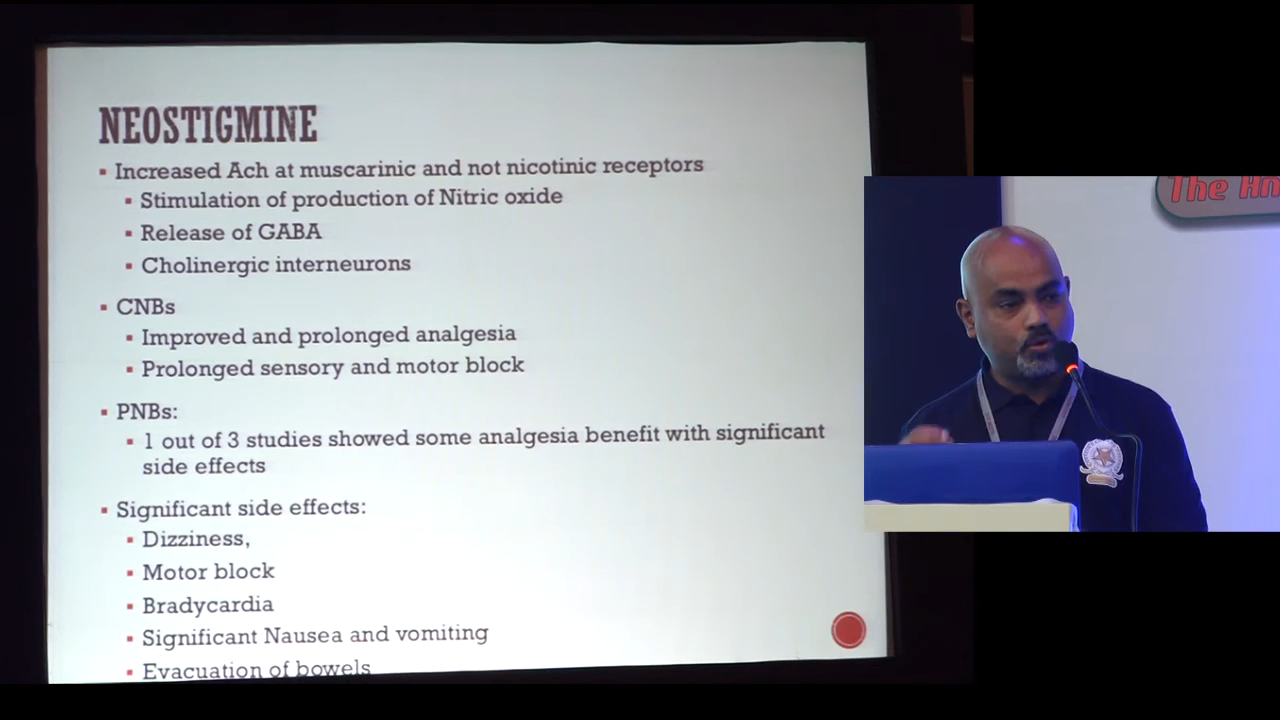 NEOSTIGMINE
Increased Ach at muscarinic and not nicotinic receptors
Stimulation of production of Nitric oxide
Release of GABA
Cholinergic interneurons
CNBs
Improved and prolonged analgesia
Prolonged sensory and motor block
PNBs:
1 out of 3 studies showed some analgesia benefit with significant
side effects
Significant side effects:
Dizziness,
Motor block
Bradycardia
Significant Nausea and vomiting
Evacuation of bowels
The